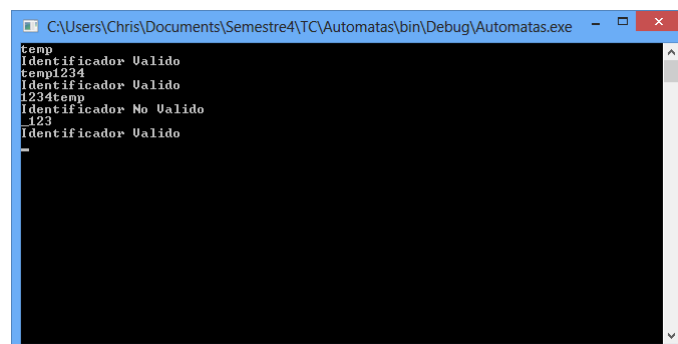 C:\Users\Chris\Documents\Semestre4\TC\Automatas\bin\Debug\Automatas.exe
temp
Identificador Valido
temp1234
Identificador Valido
1234temp
Identificador No Valido
_123
Identificador Valido